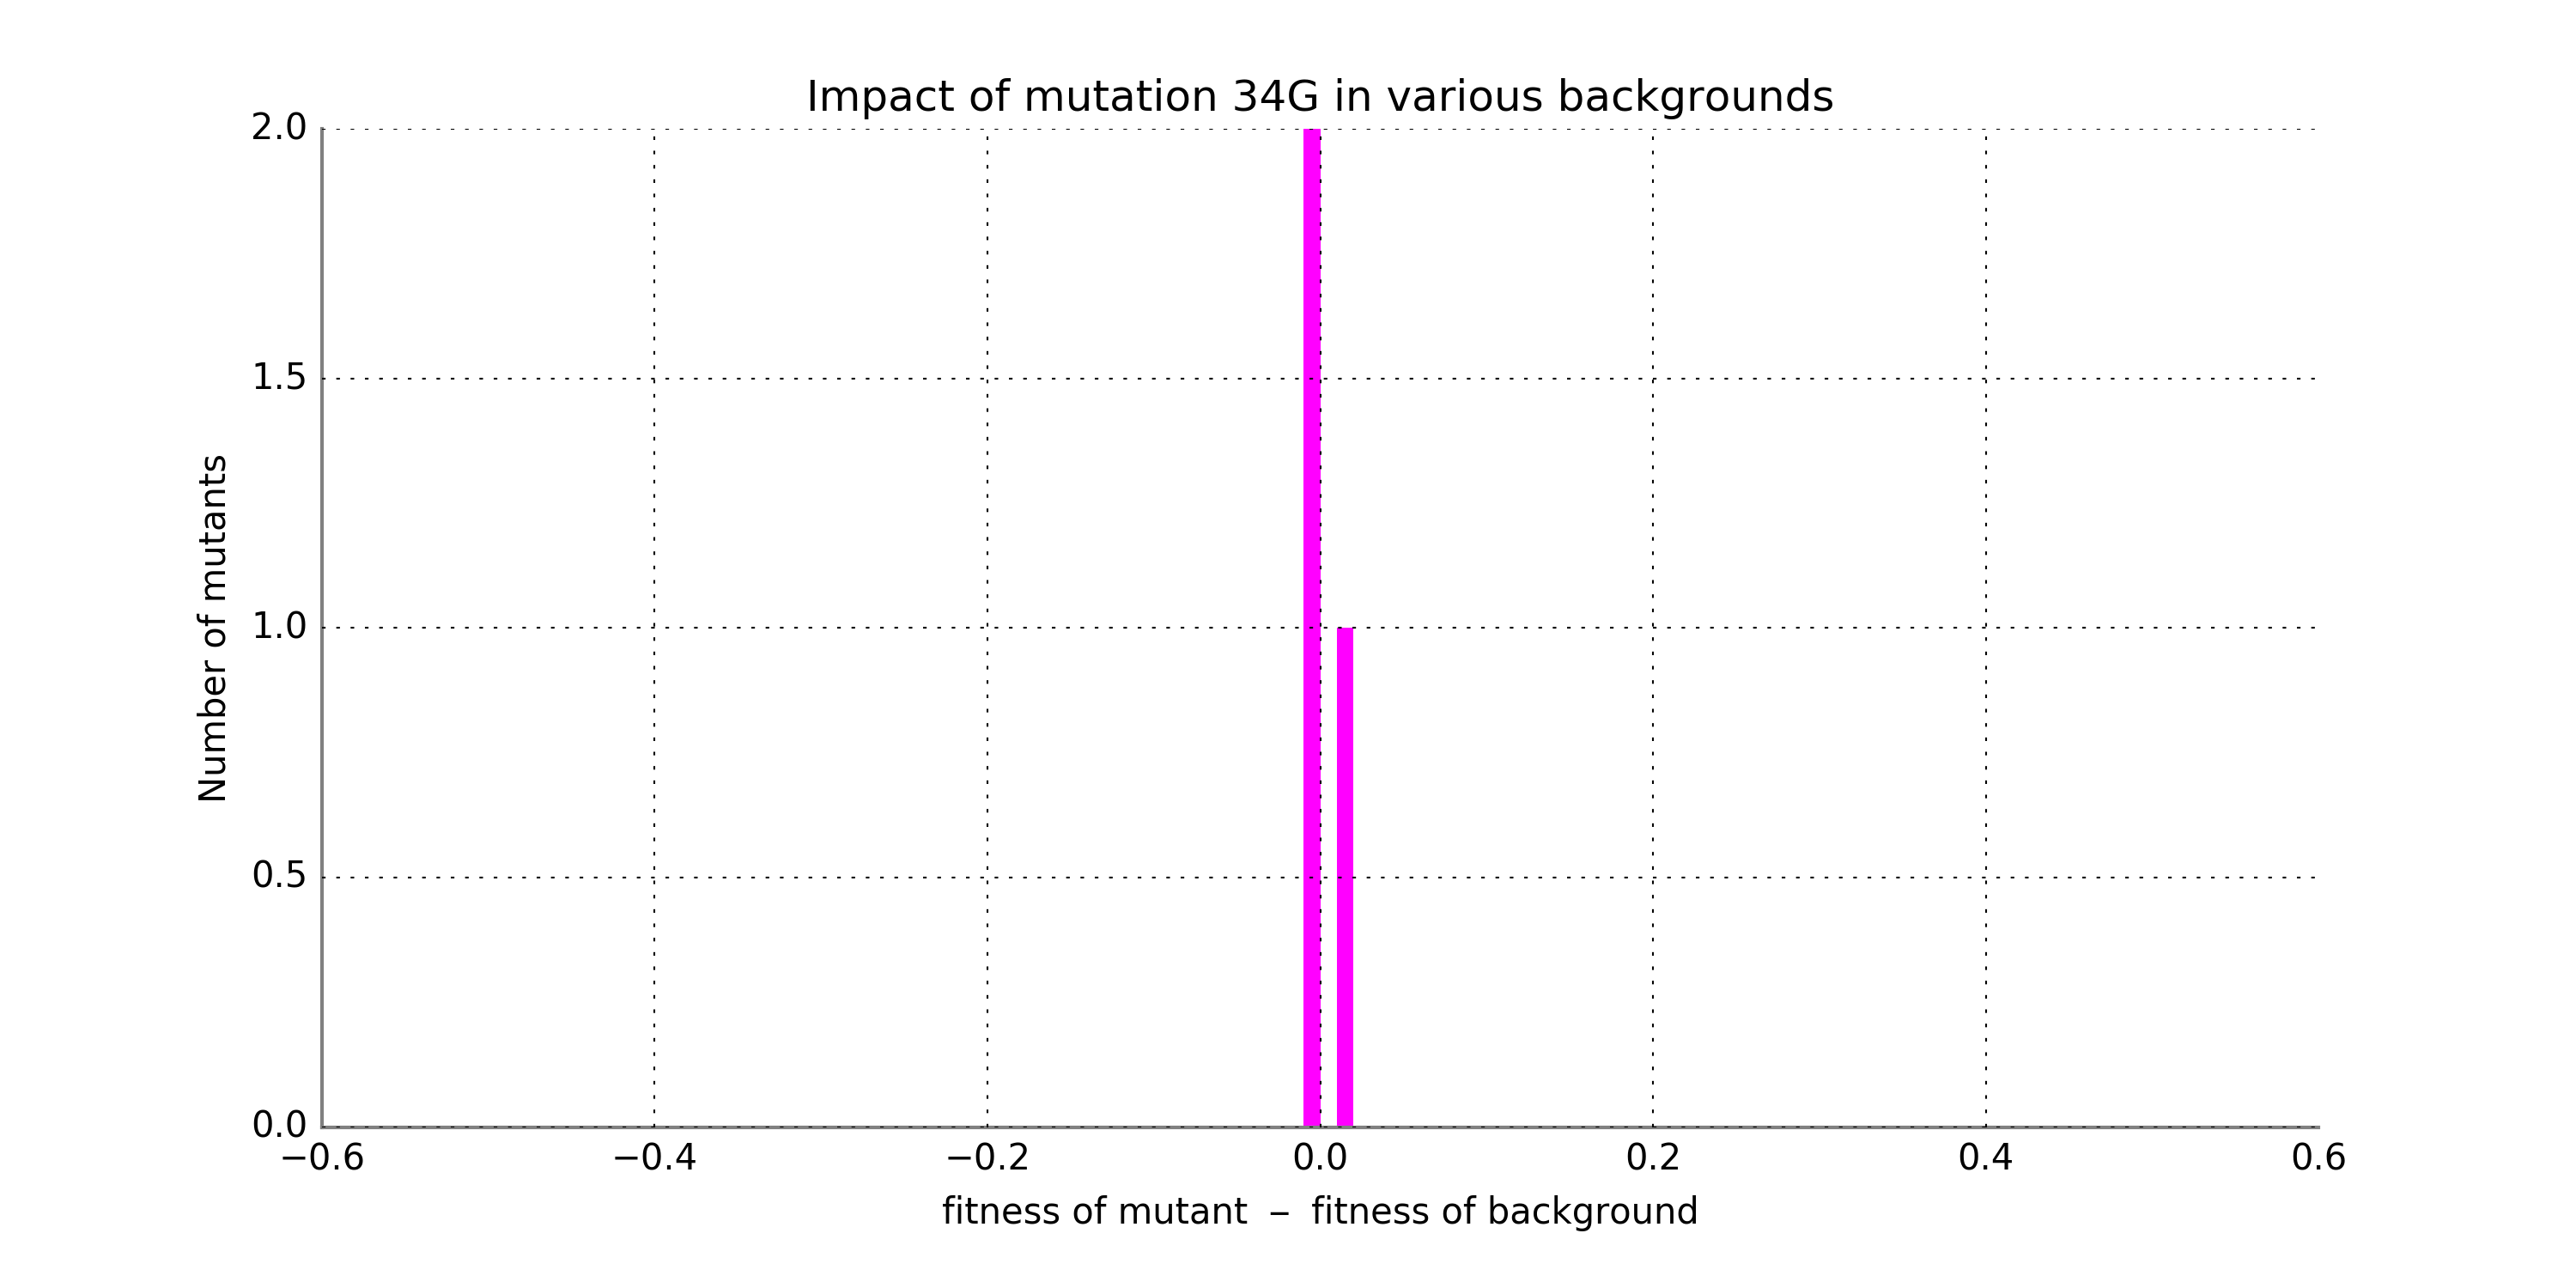 Impact of mutation 34G in various backgrounds
2.0
1.5
1.0
0.5
0.0
Number of mutants
−0.6 −0.4 −0.2 0.0 0.2 0.4 0.6
fitness of mutant − fitness of background